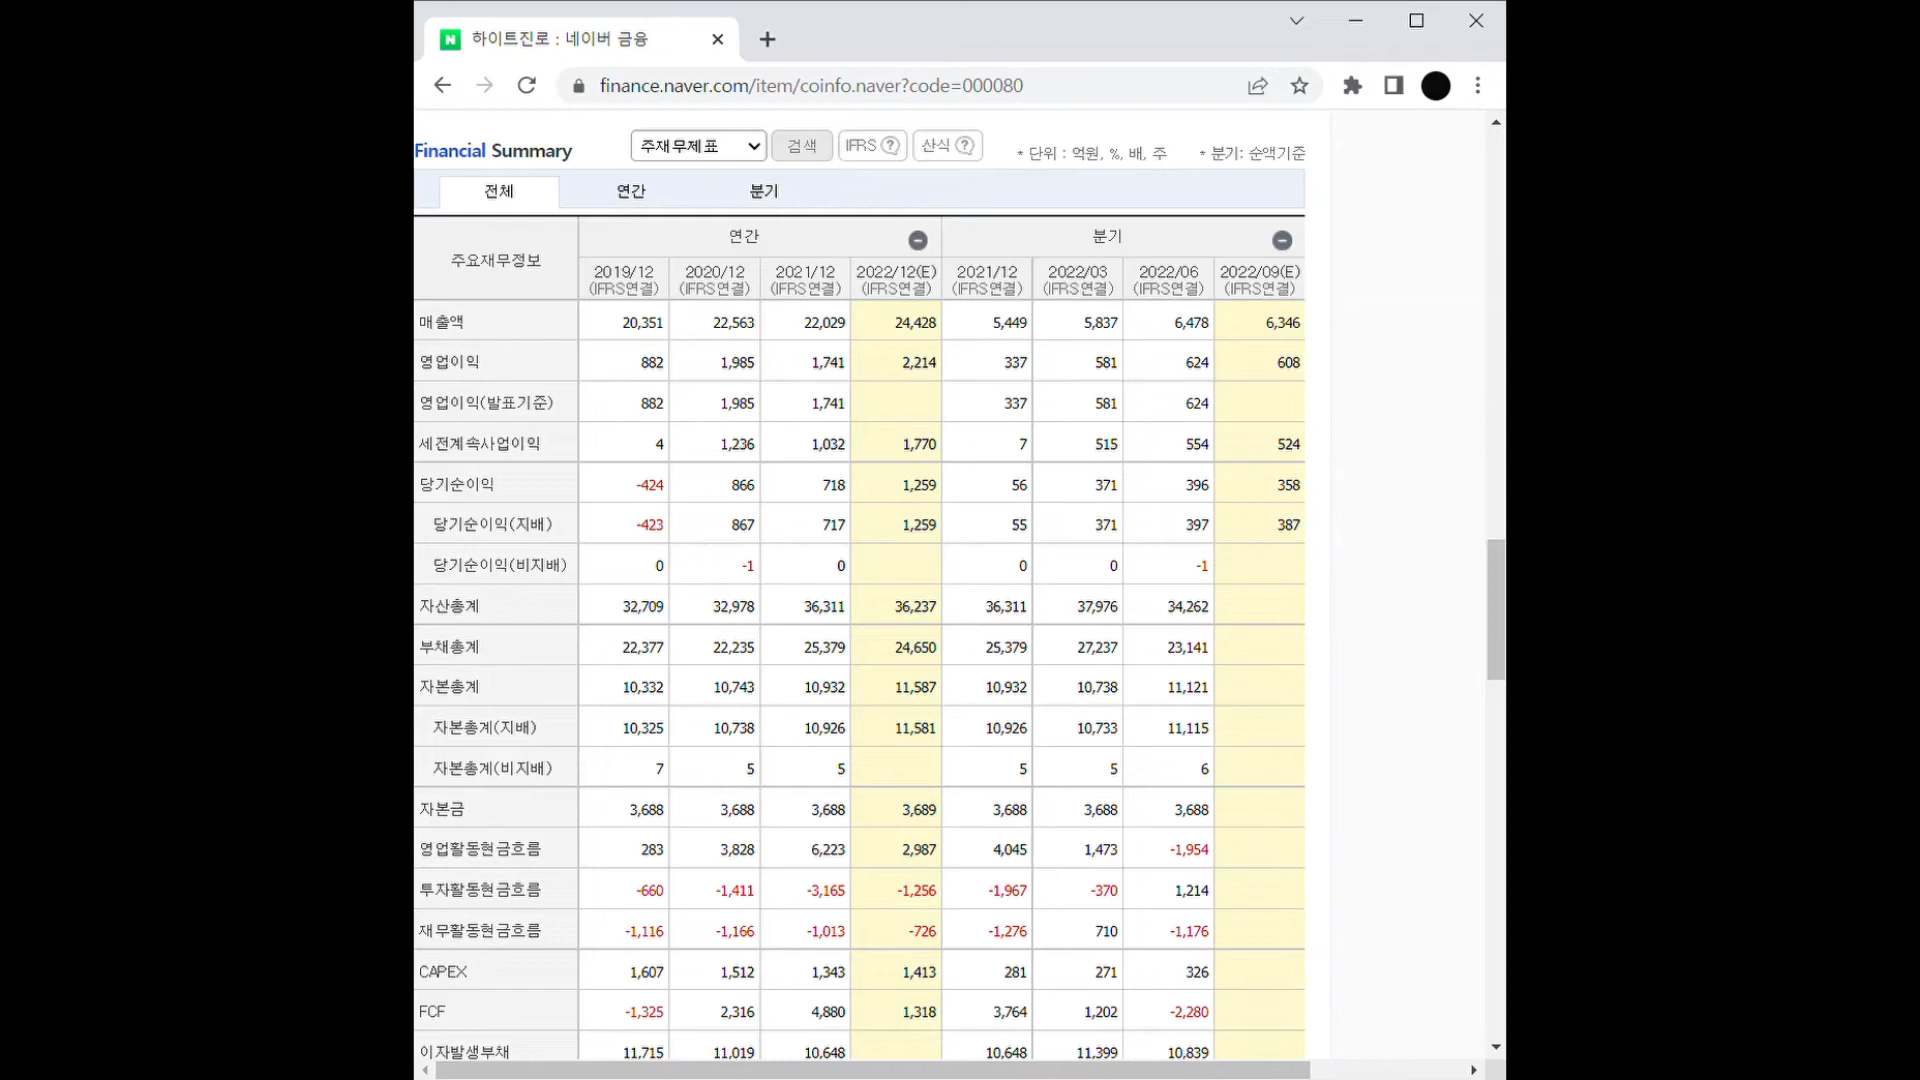 하이트진로 : 네이버 금융
finance.naver.com/item/coinfo.naver?code=000080
Financial Summary 주재무제표 검색 IFRS ? 산식 ? * 단위 : 억원, %, 배, 주 * 분기: 순액기준
전체 연간 분기
주요재무정보 연간 분기
2019/12 2020/12 2021/12 2022/12(E) 2021/12 2022/03 2022/06 2022/09(E)
(IFRS연결) (IFRS연결) (IFRS연결) (IFRS연결) (IFRS연결) (IFRS연결) (IFRS연결) (IFRS연결)
매출액 20,351 22,563 22,029 24,428 5,449 5,837 6,478 6,346
영업이익 882 1,985 1,741 2,214 337 581 624 608
영업이익(발표기준) 882 1,985 1,741 337 581 624
세전계속사업이익 4 1,236 1,032 1,770 7 515 554 524
당기순이익 -424 866 718 1,259 56 371 396 358
당기순이익(지배) -423 867 717 1,259 55 371 397 387
당기순이익(비지배) 0 -1 0 0 0 -1
자산총계 32,709 32,978 36,311 36,237 36,311 37,976 34,262
부채총계 22,377 22,235 25,379 24,650 25,379 27,237 23,141
자본총계 10,332 10,743 10,932 11,587 10,932 10,738 11,121
자본총계(지배) 10,325 10,738 10,926 11,581 10,926 10,733 11,115
자본총계(비지배) 7 5 5 5 5 6
자본금 3,688 3,688 3,688 3,689 3,688 3,688 3,688
영업활동현금흐름 283 3,828 6,223 2,987 4,045 1,473 -1,954
투자활동현금흐름 -660 -1,411 -3,165 -1,256 -1,967 -370 1,214
재무활동현금흐름 -1,116 -1,166 -1,013 -726 -1,276 710 -1,176
CAPEX 1,607 1,512 1,343 1,413 281 271 326
FCF -1,325 2,316 4,880 1,318 3,764 1,202 -2,280
이자발생부채 11,715 11,019 10,648 10,648 11,399 10,839